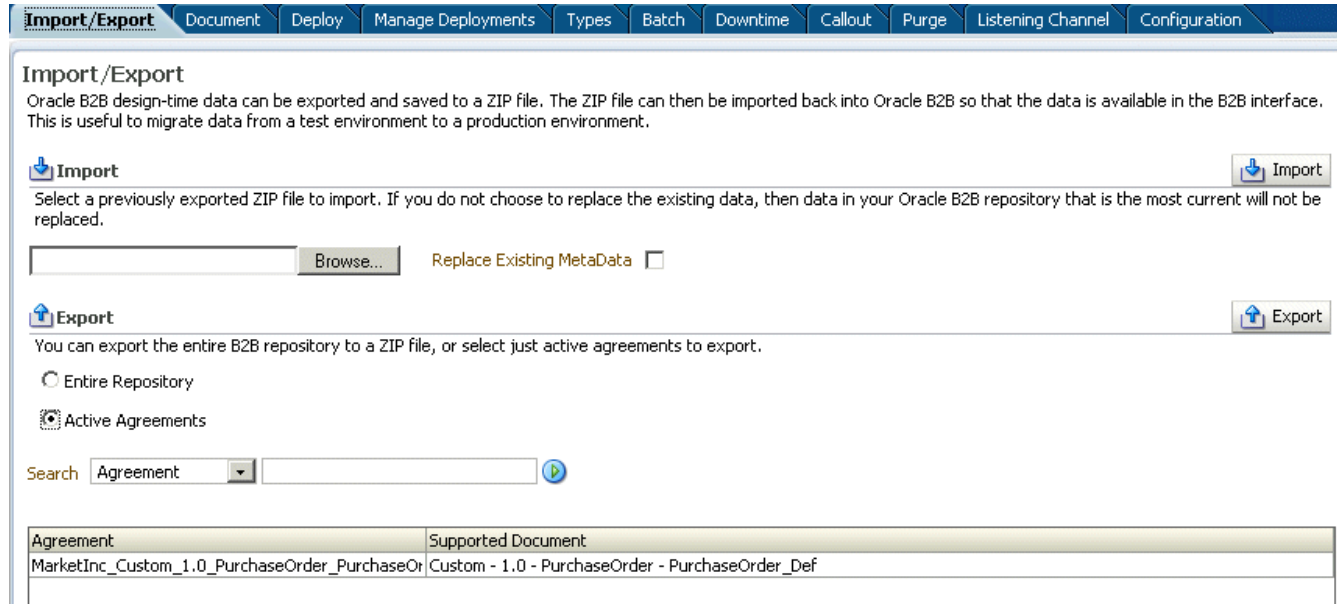 Import/Export Document Deploy Manage Deployments Types Batch Downtime Callout Purge Listening Channel Configuration
Import/Export
Oracle B2B design-time data can be exported and saved to a ZIP file. The ZIP file can then be imported back into Oracle B2B so that the data is available in the B2B interface.
This is useful to migrate data from a test environment to a production environment.
Import Import
Select a previously exported ZIP file to import. If you do not choose to replace the existing data, then data in your Oracle B2B repository that is the most current will not be
replaced.
Browse... Replace Existing MetaData
Export Export
You can export the entire B2B repository to a ZIP file, or select just active agreements to export.
Entire Repository
Active Agreements
Search Agreement
Agreement Supported Document
MarketInc_Custom_1.0_PurchaseOrder_PurchaseOr Custom - 1.0 - PurchaseOrder - PurchaseOrder_Def